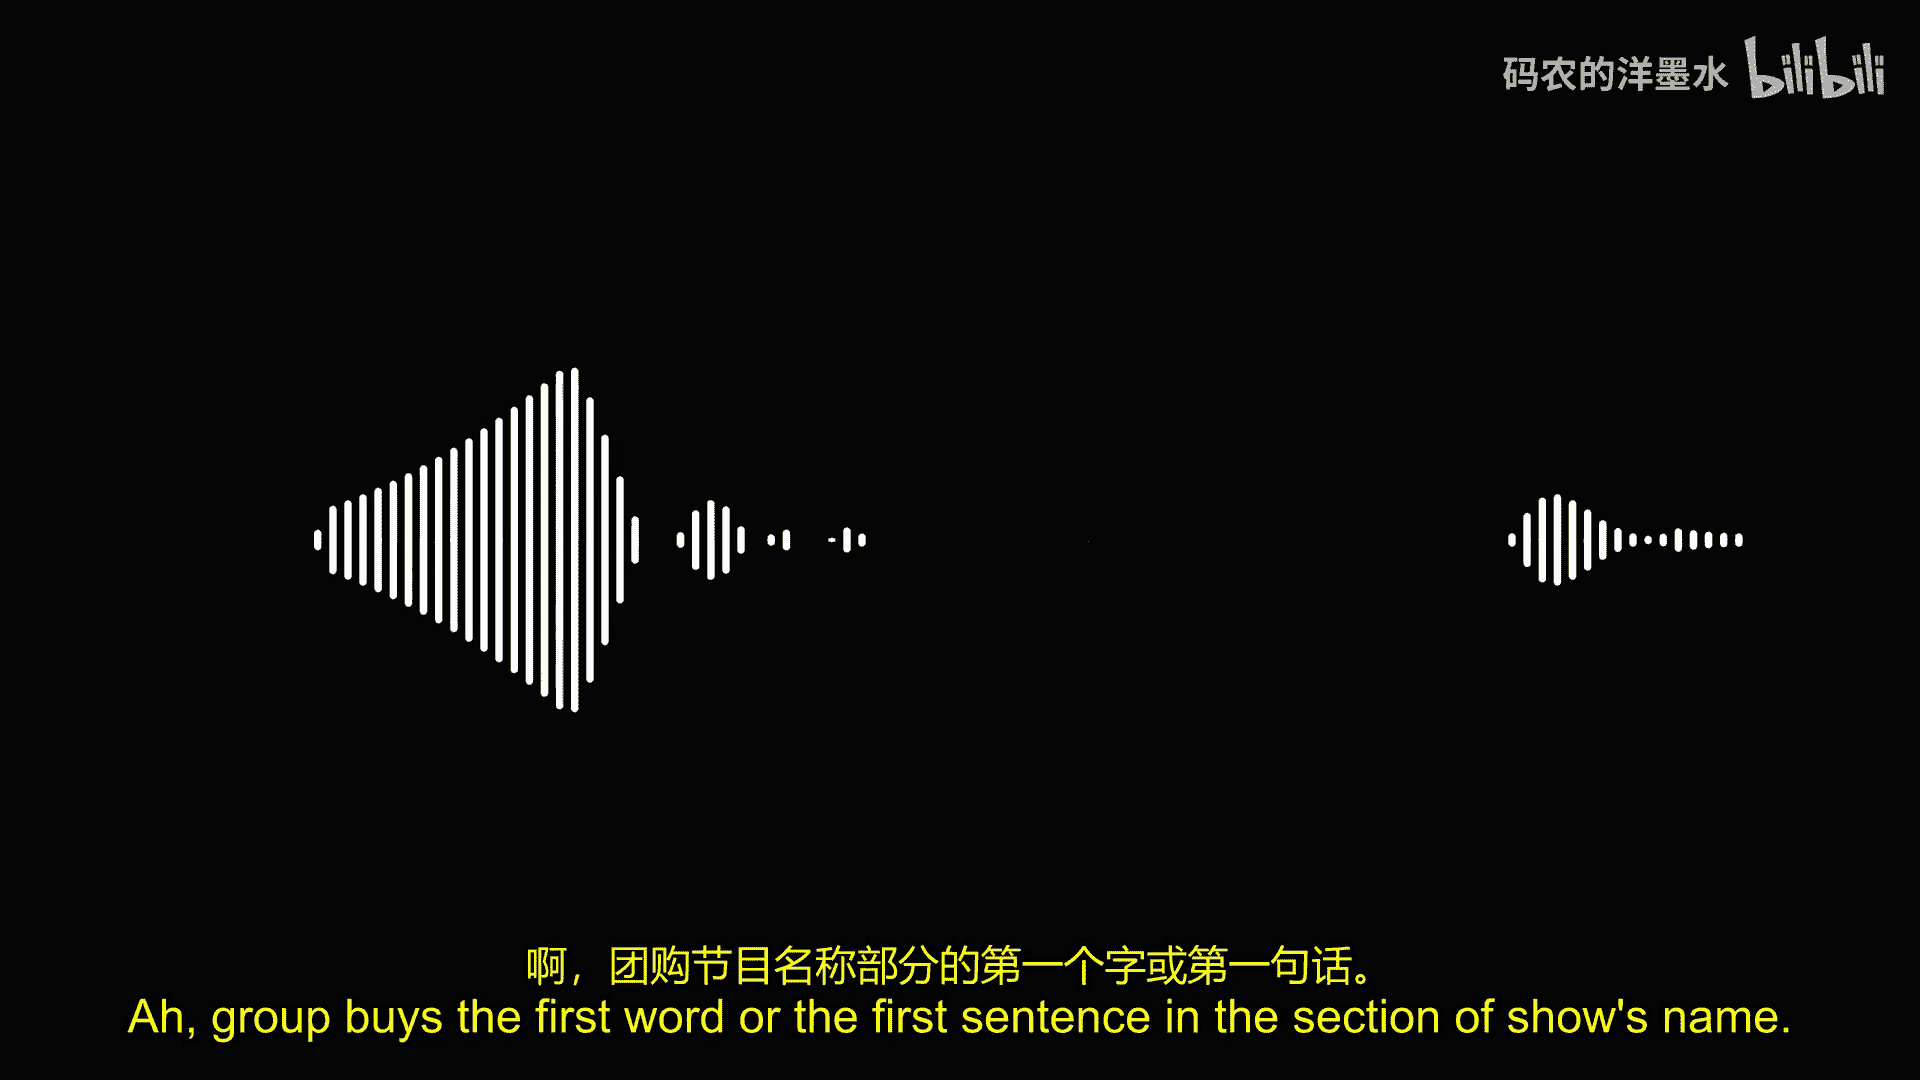 码农的洋墨水 bilibili
啊，团购节目名称部分的第一个字或第一句话。
Ah, group buys the first word or the first sentence in the section of show's name.